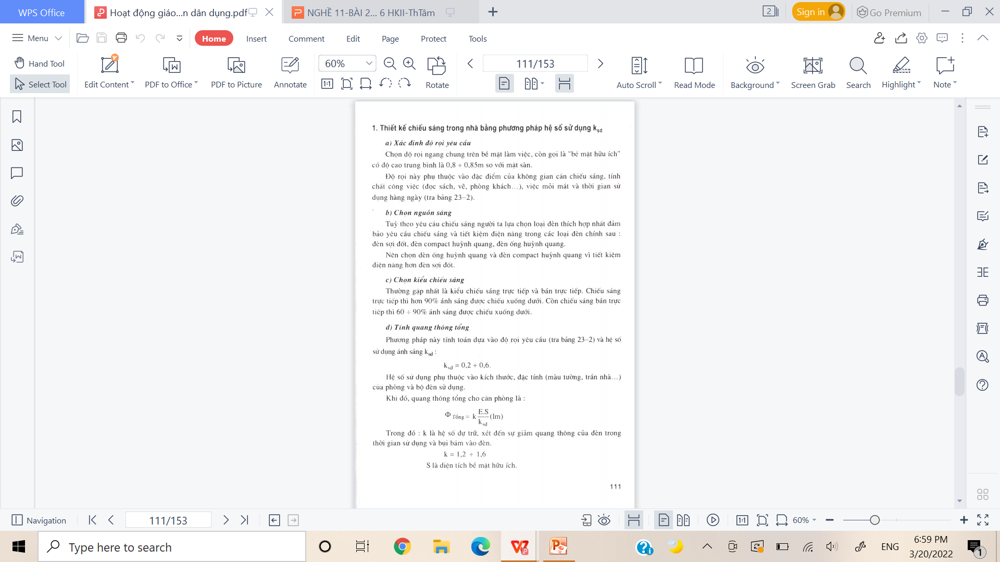 WPS Office
Hoạt động giáo...n dân dụng.pdf
NGHỀ 11-BÀI 2... 6 HKII-ThTâm
2
Sign in
Go Premium
Menu
Home
Insert
Comment
Edit
Page
Protect
Tools
Hand Tool
Select Tool
Edit Content
PDF to Office
PDF to Picture
Annotate
60%
1:1
Rotate
111/153
Auto Scroll
Read Mode
Background
Screen Grab
Search
Highlight
Note
1. Thiết kế chiếu sáng trong nhà bằng phương pháp hệ số sử dụng ksd
a) Xác định độ rọi yêu cầu
Chọn độ rọi ngang chung trên bề mặt làm việc, còn gọi là "bề mặt hữu ích"
có độ cao trung bình là 0,8 ÷ 0,85m so với mặt sàn.
Độ rọi này phụ thuộc vào đặc điểm của không gian cần chiếu sáng, tính
chất công việc (đọc sách, vẽ, phòng khách...), việc mỏi mắt và thời gian sử
dụng hàng ngày (tra bảng 23–2).
b) Chọn nguồn sáng
Tuỳ theo yêu cầu chiếu sáng người ta lựa chọn loại đèn thích hợp nhất đảm
bảo yêu cầu chiếu sáng và tiết kiệm điện năng trong các loại đèn chính sau :
đèn sợi đốt, đèn compact huỳnh quang, đèn ống huỳnh quang.
Nên chọn đèn ống huỳnh quang và đèn compact huỳnh quang vì tiết kiệm
điện năng hơn đèn sợi đốt.
c) Chọn kiểu chiếu sáng
Thường gặp nhất là kiểu chiếu sáng trực tiếp và bán trực tiếp. Chiếu sáng
trực tiếp thì hơn 90% ánh sáng được chiếu xuống dưới. Còn chiếu sáng bán trực
tiếp thì 60 ÷ 90% ánh sáng được chiếu xuống dưới.
d) Tính quang thông tổng
Phương pháp này tính toán dựa vào độ rọi yêu cầu (tra bảng 23–2) và hệ số
sử dụng ánh sáng ksd :
ksd = 0,2 ÷ 0,6.
Hệ số sử dụng phụ thuộc vào kích thước, đặc tính (màu tường, trần nhà...)
của phòng và bộ đèn sử dụng.
Khi đó, quang thông tổng cho căn phòng là :
Φ Tổng = k E.S/ksd (lm)
Trong đó : k là hệ số dự trữ, xét đến sự giảm quang thông của đèn trong
thời gian sử dụng và bụi bám vào đèn.
k = 1,2 ÷ 1,6
S là diện tích bề mặt hữu ích.
111
Navigation
111/153
1:1
60%
Type here to search
ENG
6:59 PM
3/20/2022
1